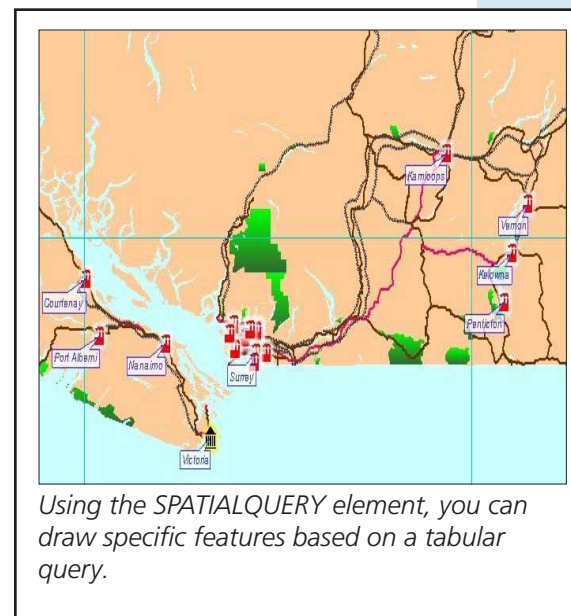 Kamloops
Vernon
Kelowna
Penticton
Courtenay
Port Alberni
Nanaimo
Surrey
Victoria
Using the SPATIALQUERY element, you can
draw specific features based on a tabular
query.